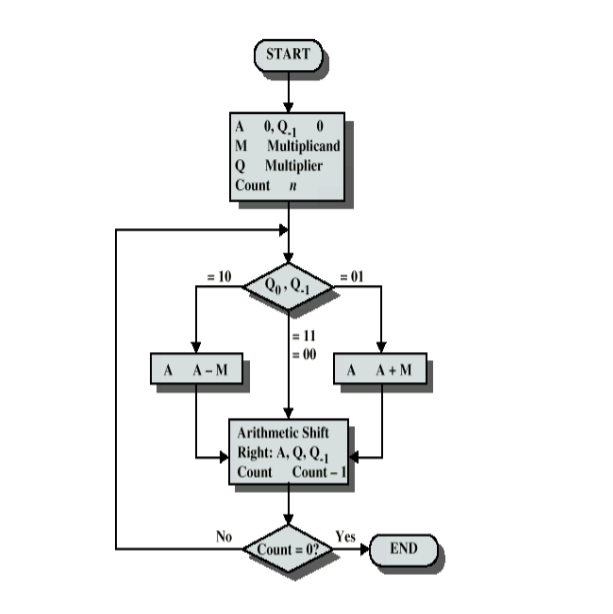 START
A 0, Q-1 0
M Multiplicand
Q Multiplier
Count n
= 10
Q0, Q-1
= 01
= 11
= 00
A A – M
A A + M
Arithmetic Shift
Right: A, Q, Q-1
Count Count – 1
No
Count = 0?
Yes
END